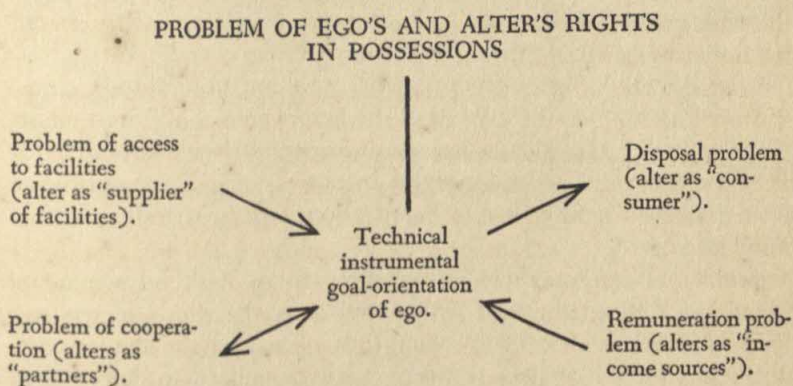 PROBLEM OF EGO'S AND ALTER'S RIGHTS
IN POSSESSIONS
Problem of access
to facilities
(alter as "supplier"
of facilities).
Disposal problem
(alter as "con-
sumer").
Technical
instrumental
goal-orientation
of ego.
Problem of coopera-
tion (alters as
"partners").
Remuneration prob-
lem (alters as "in-
come sources").